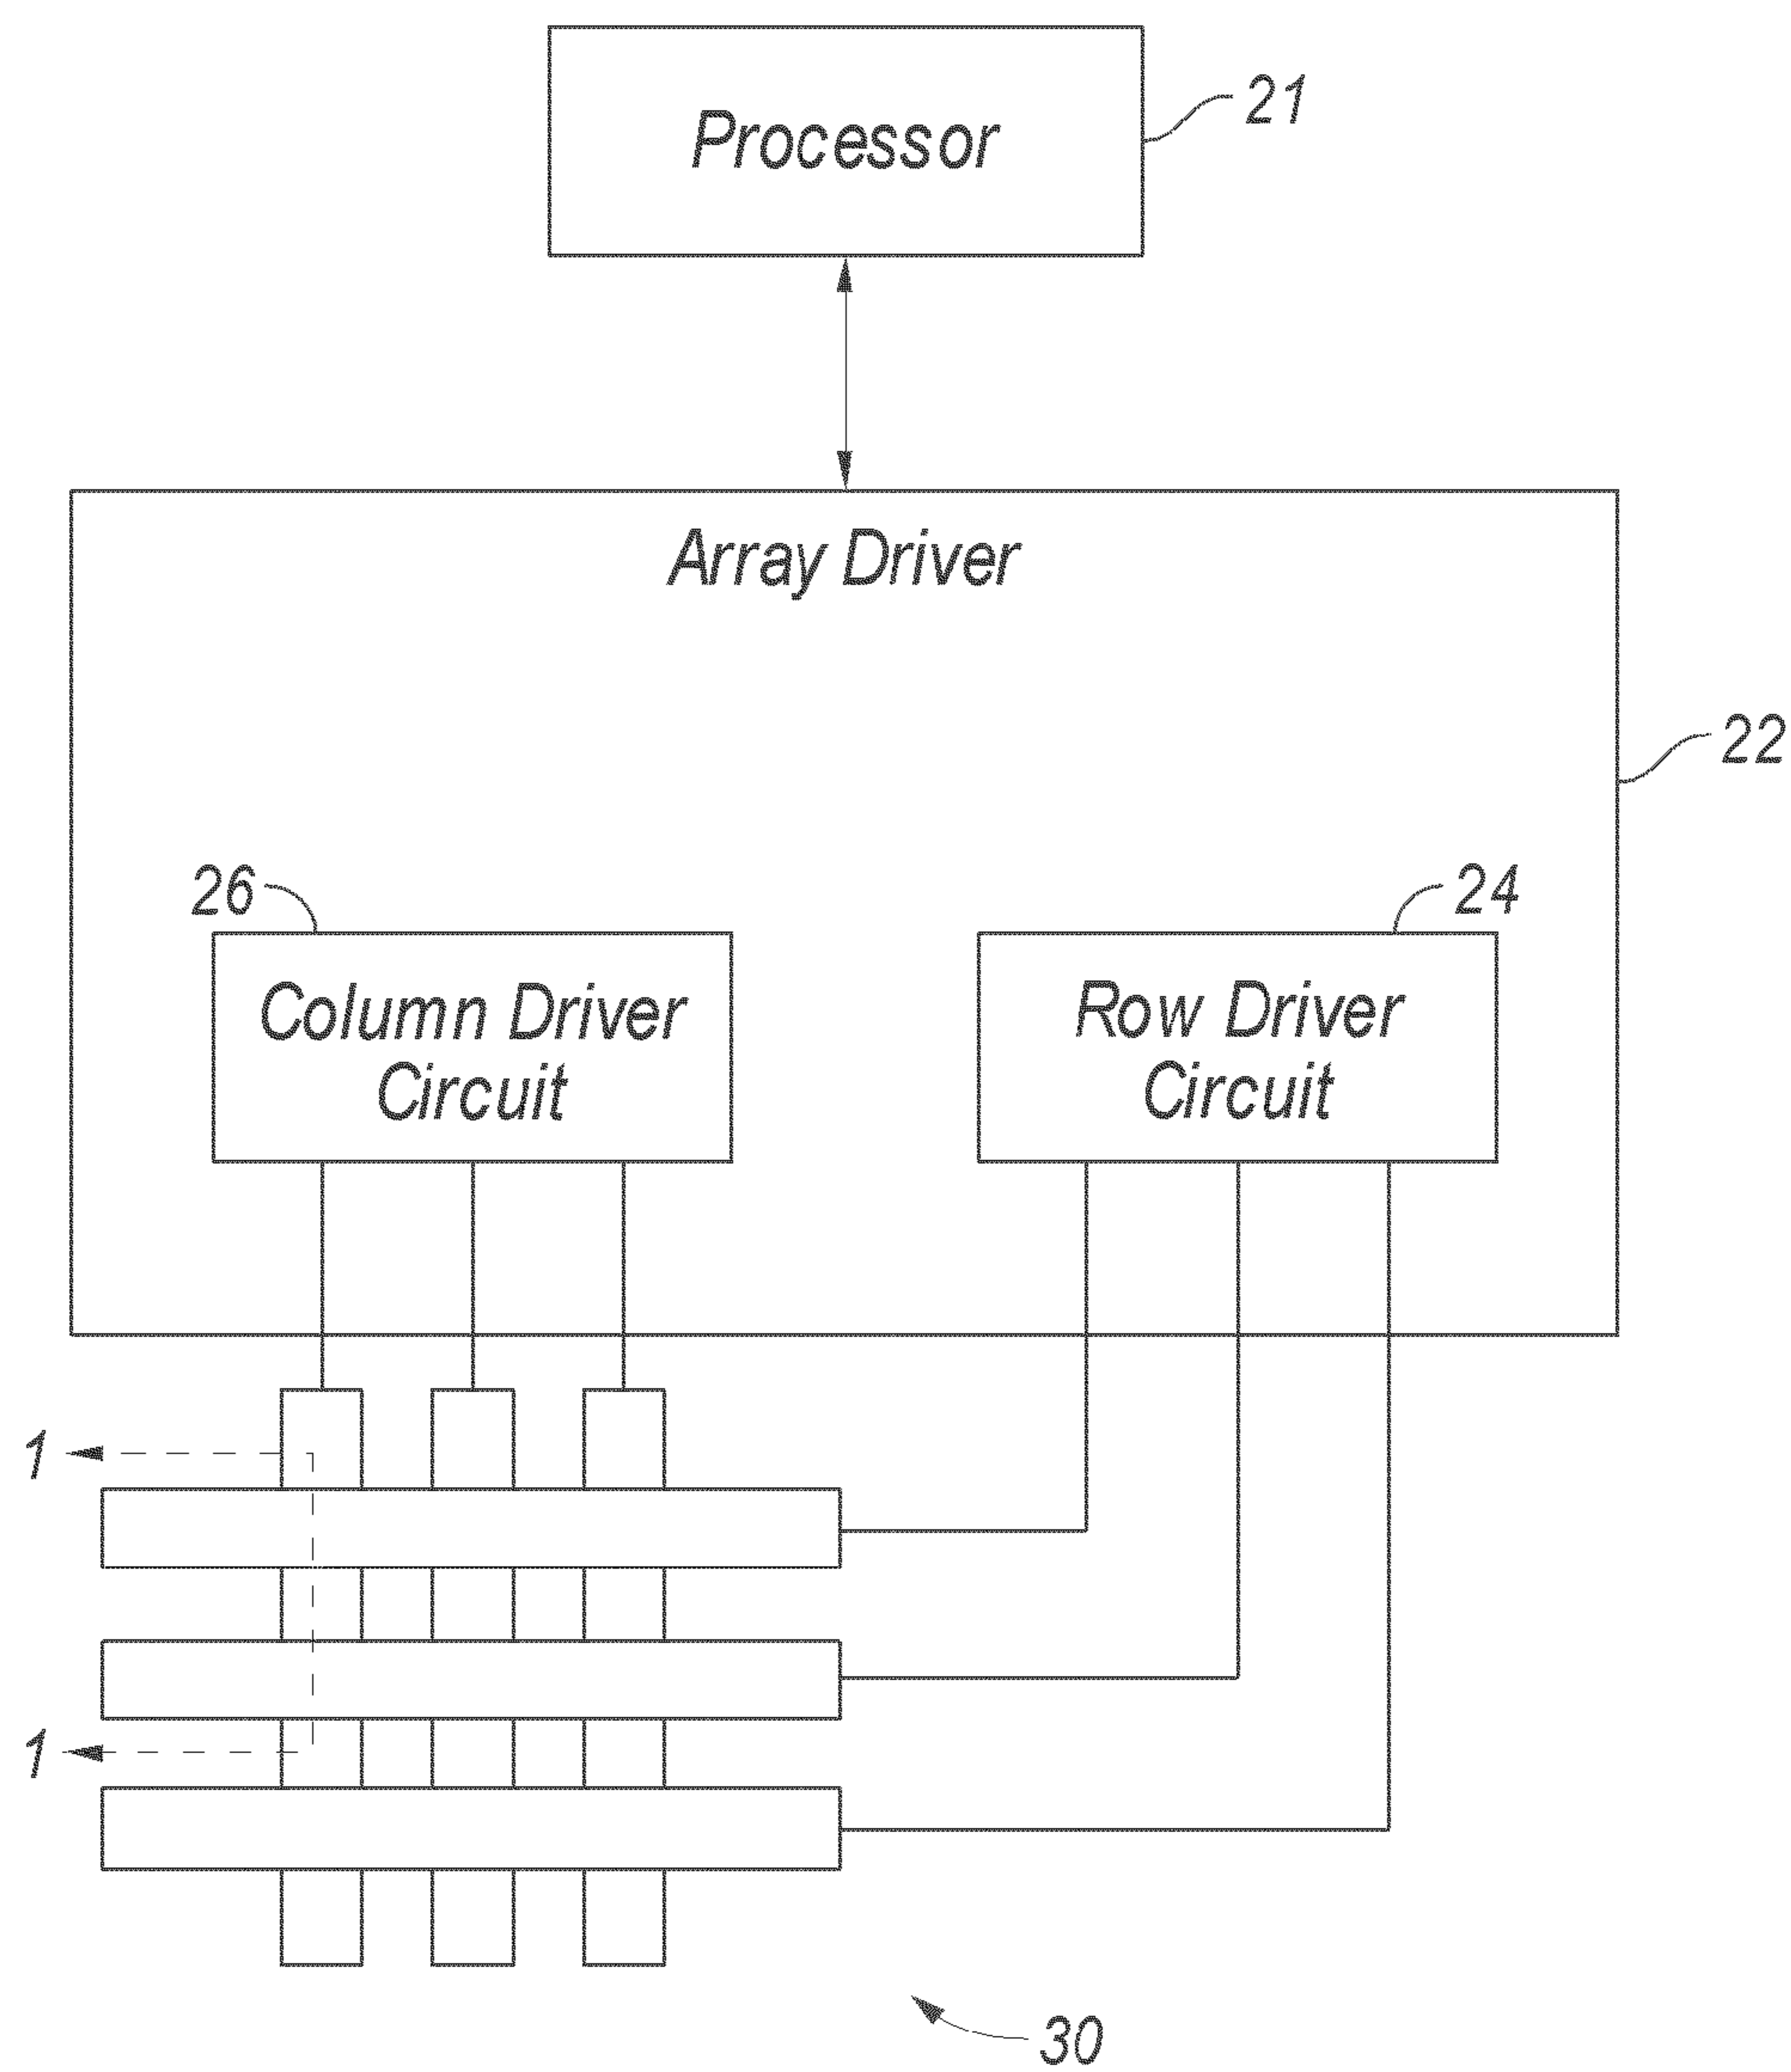 Processor
21
Array Driver
22
26
24
Column Driver
Circuit
Row Driver
Circuit
1
1
30